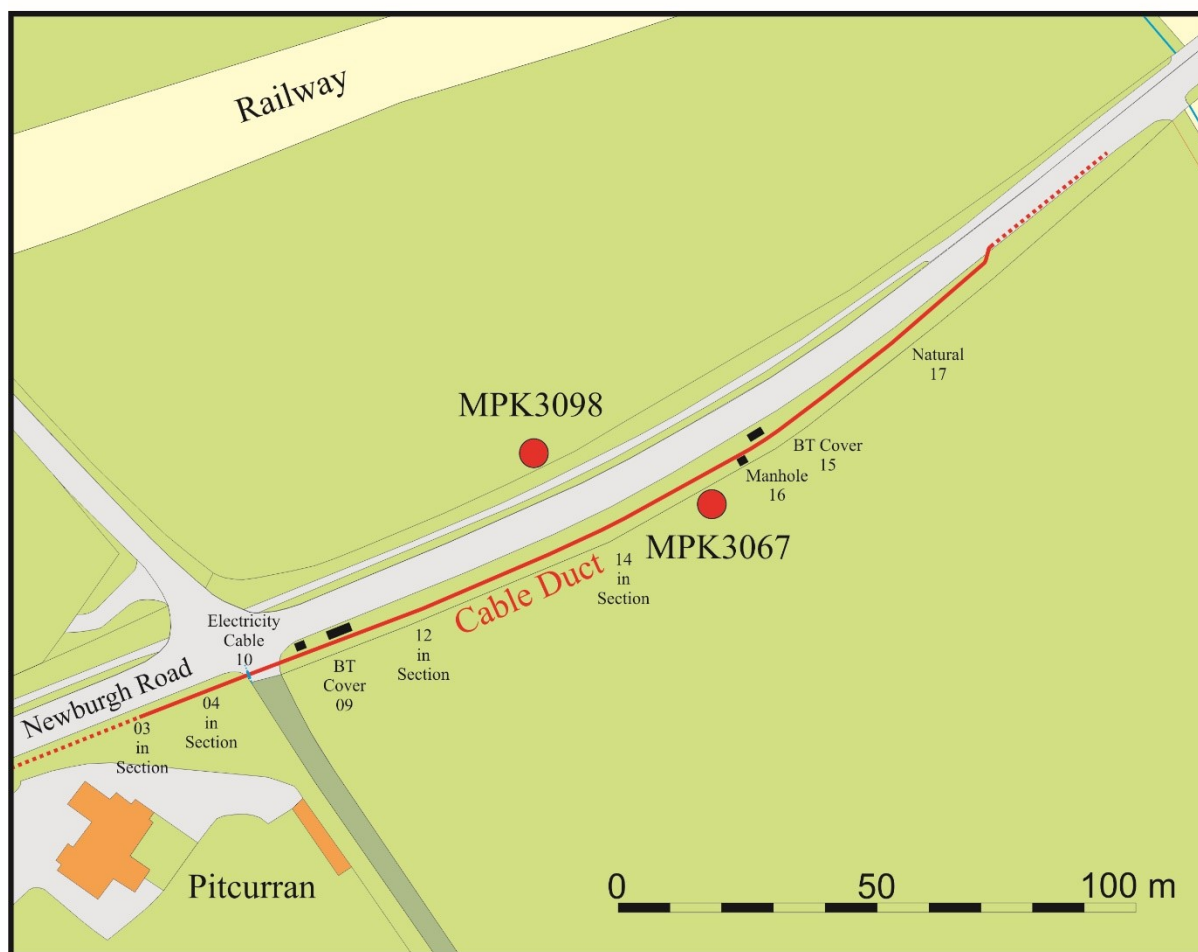 Railway
MPK3098
Natural
17
BT Cover
15
Manhole
16
MPK3067
Cable Duct
14
in
Section
Electricity
Cable
10
12
in
Section
BT
Cover
09
Newburgh Road
04
in
Section
03
in
Section
Pitcurran
0 50 100 m